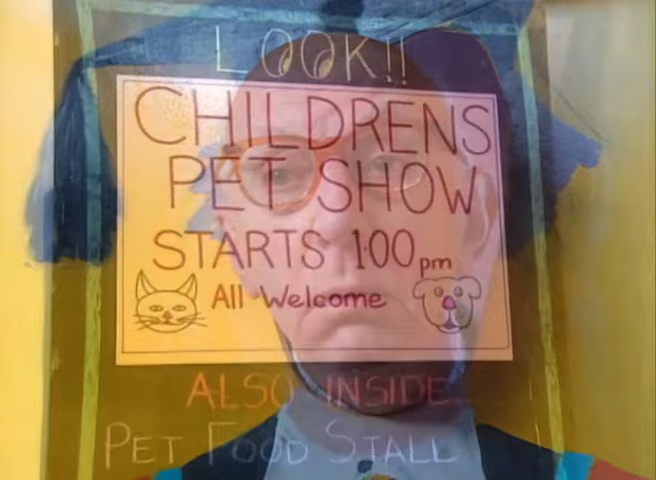 LOOK!!
CHILDRENS
PET SHOW
STARTS 1.00 pm
All Welcome
ALSO INSIDE
PET FOOD STALL